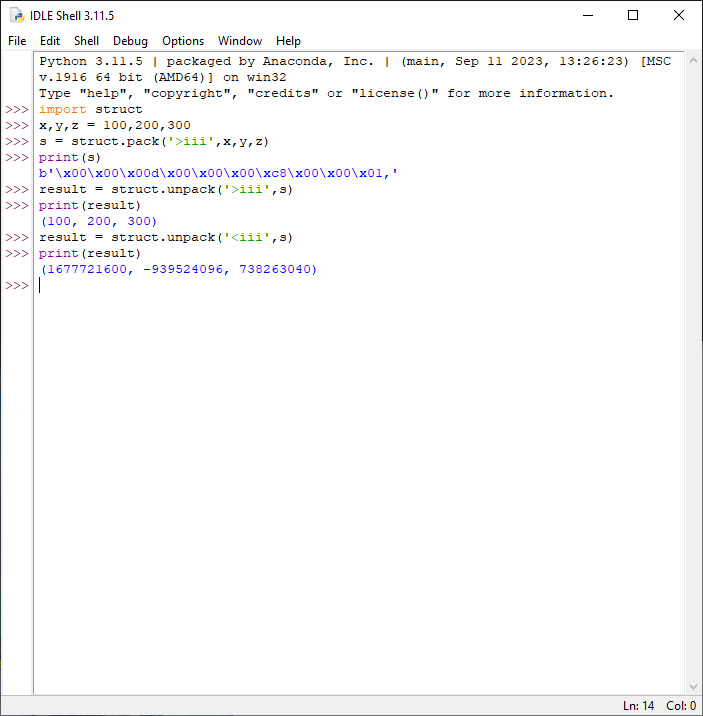 IDLE Shell 3.11.5
File Edit Shell Debug Options Window Help
Python 3.11.5 | packaged by Anaconda, Inc. | (main, Sep 11 2023, 13:26:23) [MSC
v.1916 64 bit (AMD64)] on win32
Type "help", "copyright", "credits" or "license()" for more information.
>>> import struct
>>> x,y,z = 100,200,300
>>> s = struct.pack('>iii',x,y,z)
>>> print(s)
b'\x00\x00\x00d\x00\x00\x00\xc8\x00\x00\x01,'
>>> result = struct.unpack('>iii',s)
>>> print(result)
(100, 200, 300)
>>> result = struct.unpack('<iii',s)
>>> print(result)
(1677721600, -939524096, 738263040)
>>>
Ln: 14 Col: 0